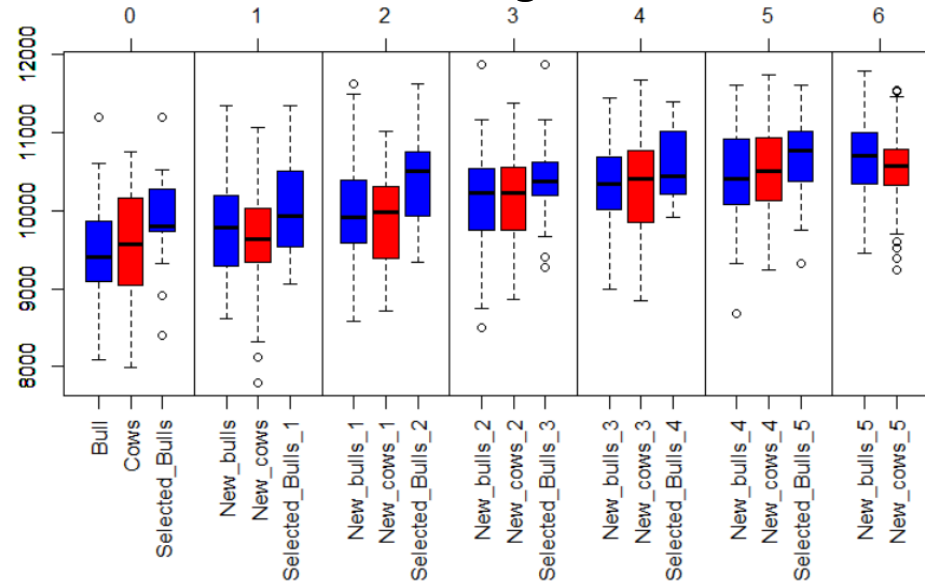 0 1 2 3 4 5 6
12000
11000
10000
9000
8000
Bull
Cows
Selected_Bulls
New_bulls
New_cows
Selected_Bulls_1
New_bulls_1
New_cows_1
Selected_Bulls_2
New_bulls_2
New_cows_2
Selected_Bulls_3
New_bulls_3
New_cows_3
Selected_Bulls_4
New_bulls_4
New_cows_4
Selected_Bulls_5
New_bulls_5
New_cows_5